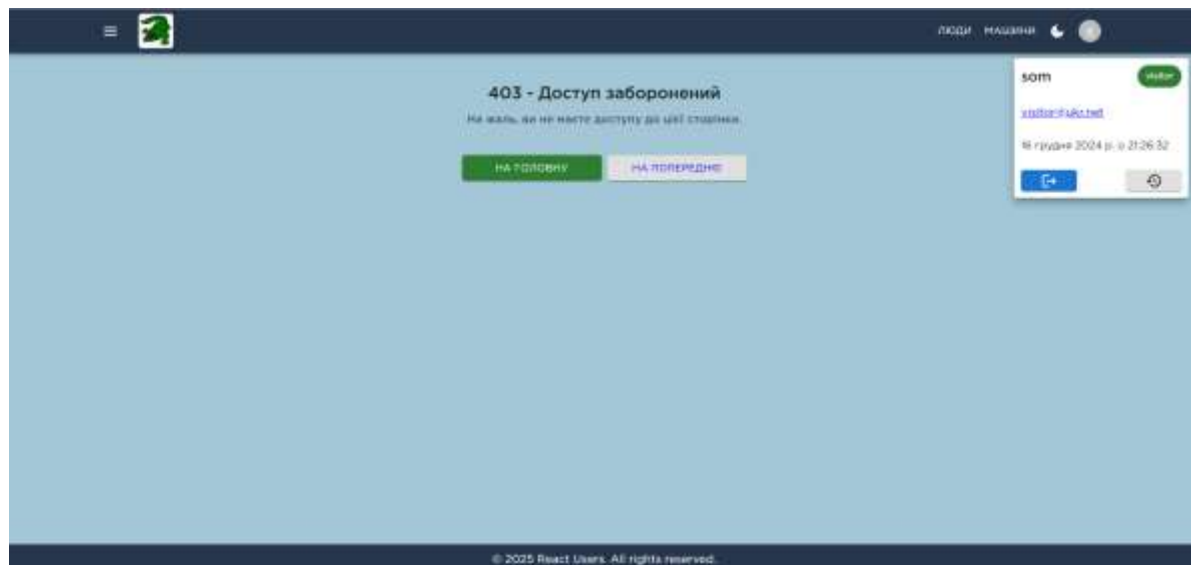 ЛЮДИ МАШИНИ
403 - Доступ заборонений
На жаль, ви не маєте доступу до цієї сторінки.
НА ГОЛОВНУ НА ПОПЕРЕДНЮ
som visitor
visitor@ukr.net
16 грудня 2024 р. о 21:26:32
© 2025 React Users. All rights reserved.